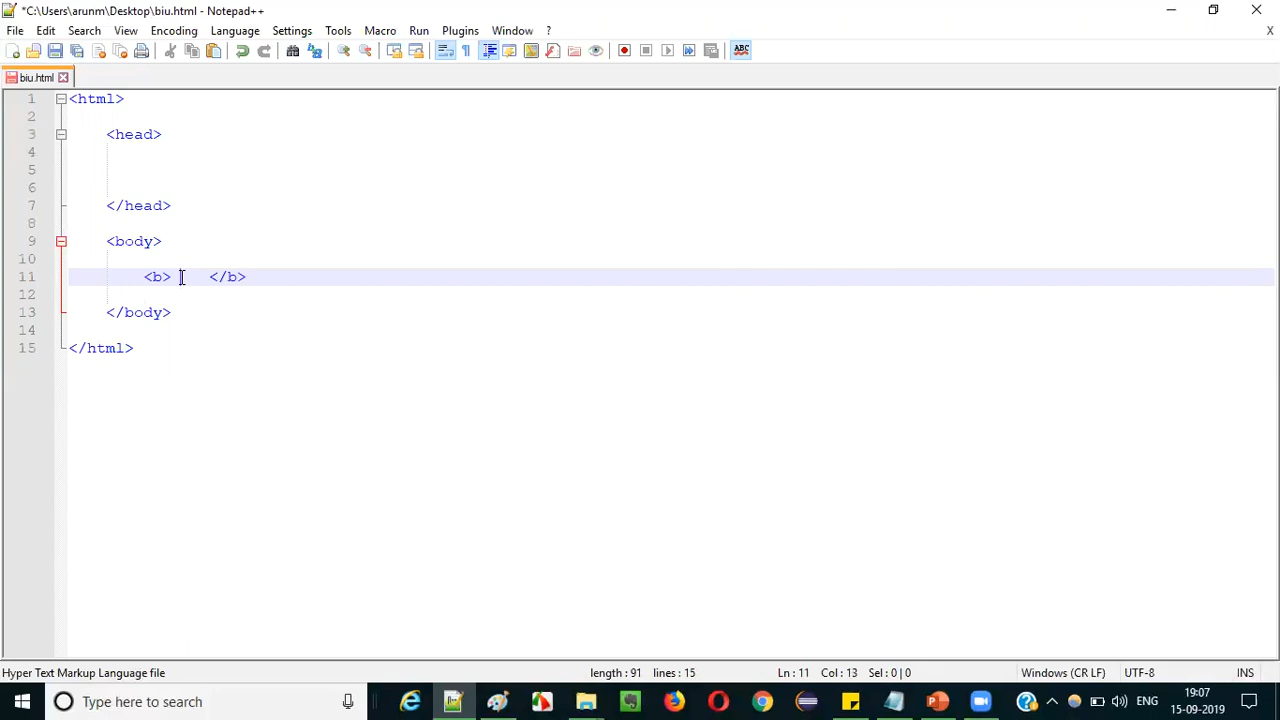 *C:\Users\arunm\Desktop\biu.html - Notepad++
File Edit Search View Encoding Language Settings Tools Macro Run Plugins Window ? X
ABC
biu.html
1 <html>
2
3 <head>
4
5
6
7 </head>
8
9 <body>
10
11 <b> </b>
12
13 </body>
14
15 </html>
Hyper Text Markup Language file length : 91 lines : 15 Ln : 11 Col : 13 Sel : 0 | 0 Windows (CR LF) UTF-8 INS
Type here to search ENG 19:07
15-09-2019